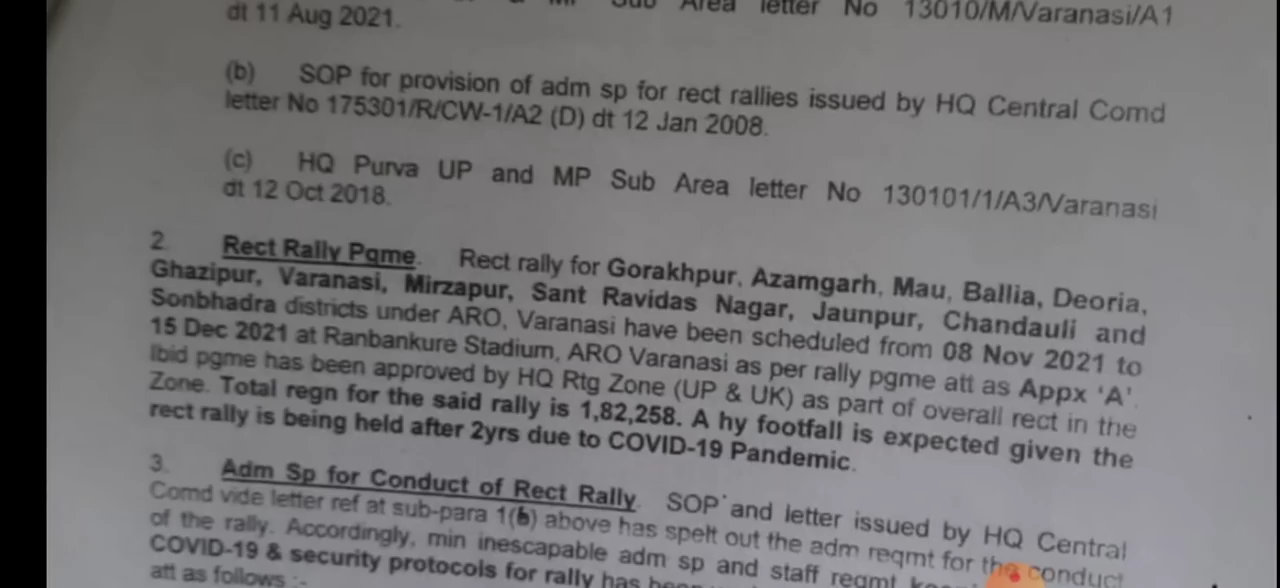 Sub Area letter No 13010/M/Varanasi/A1
dt 11 Aug 2021.
(b) SOP for provision of adm sp for rect rallies issued by HQ Central Comd
letter No 175301/R/CW-1/A2 (D) dt 12 Jan 2008.
(c) HQ Purva UP and MP Sub Area letter No 130101/1/A3/Varanasi
dt 12 Oct 2018.
2. Rect Rally Pgme. Rect rally for Gorakhpur, Azamgarh, Mau, Ballia, Deoria,
Ghazipur, Varanasi, Mirzapur, Sant Ravidas Nagar, Jaunpur, Chandauli and
Sonbhadra districts under ARO, Varanasi have been scheduled from 08 Nov 2021 to
15 Dec 2021 at Ranbankure Stadium, ARO Varanasi as per rally pgme att as Appx 'A'.
Ibid pgme has been approved by HQ Rtg Zone (UP & UK) as part of overall rect in the
Zone. Total regn for the said rally is 1,82,258. A hy footfall is expected given the
rect rally is being held after 2yrs due to COVID-19 Pandemic.
3. Adm Sp for Conduct of Rect Rally. SOP and letter issued by HQ Central
Comd vide letter ref at sub-para 1(b) above has spelt out the adm reqmt for the conduct
of the rally. Accordingly, min inescapable adm sp and staff reqmt
COVID-19 & security protocols for rally has been
att as follows :-